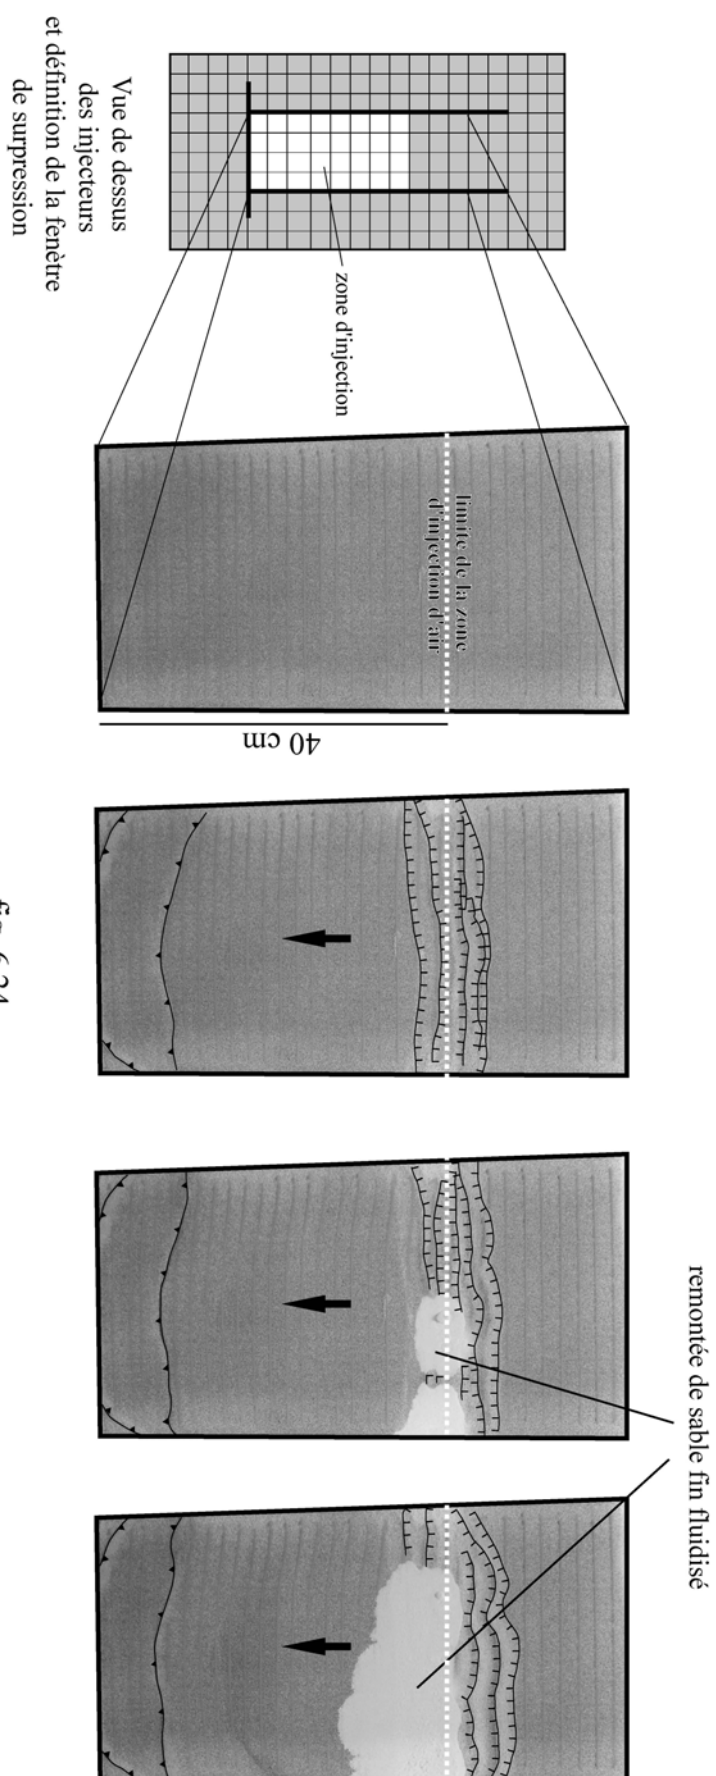 Vue de dessus
des injecteurs
et définition de la fenètre
de surpression
zone d'injection
limite de la zone
d'injection d'air
40 cm
remontée de sable fin fluidisé